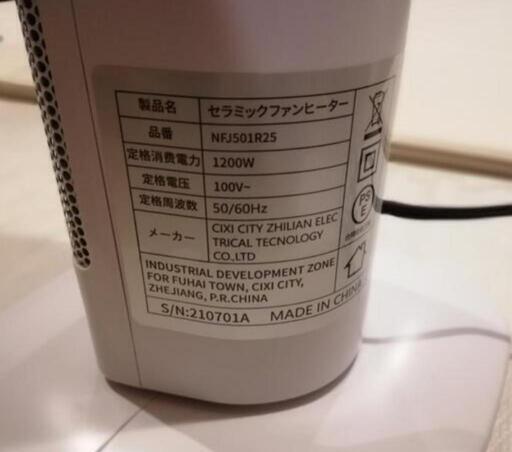 製品名 セラミックファンヒーター
品番 NFJ501R25
定格消費電力 1200W
定格電圧 100V~
定格周波数 50/60Hz
メーカー CIXI CITY ZHILIAN ELEC
TRICAL TECNOLOGY
CO.,LTD
INDUSTRIAL DEVELOPMENT ZONE
FOR FUHAI TOWN, CIXI CITY,
ZHEJIANG, P.R.CHINA
S/N:210701A MADE IN CHINA
PS
E